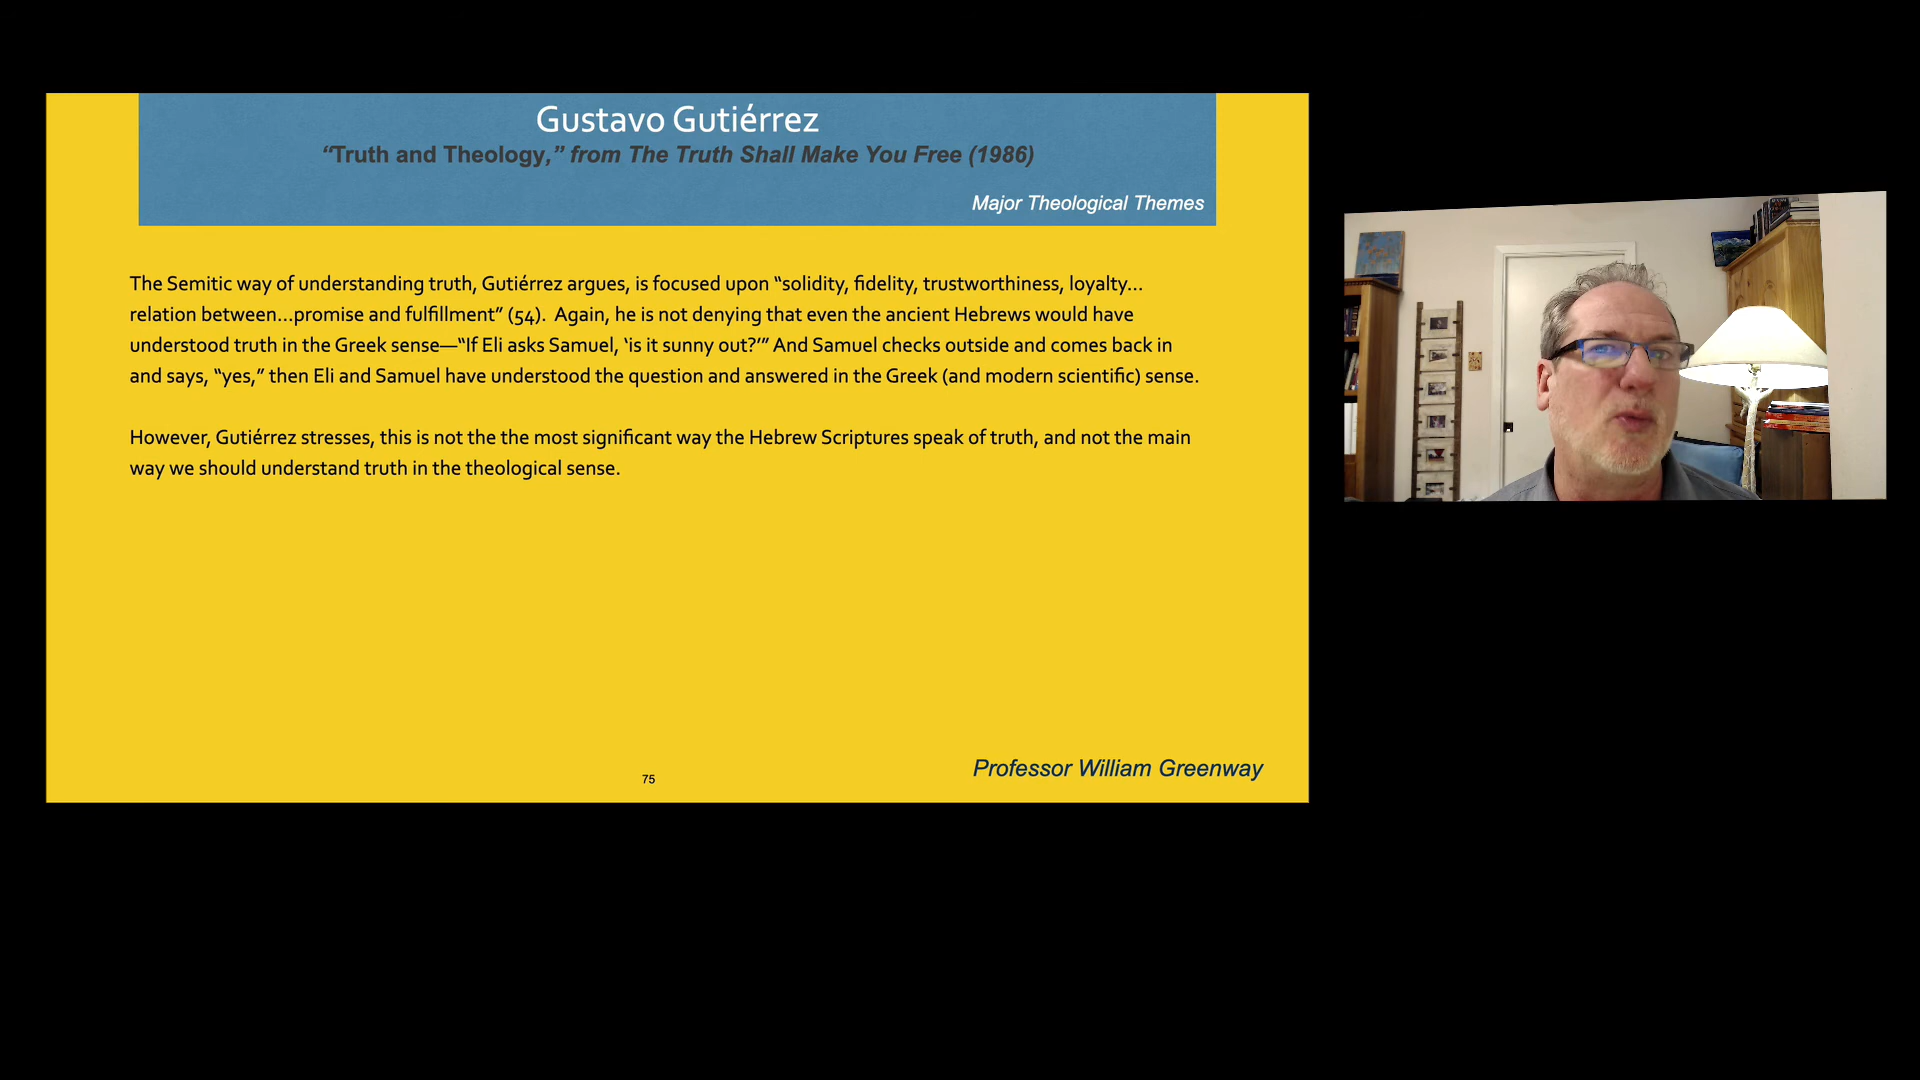 Gustavo Gutiérrez
“Truth and Theology,” from The Truth Shall Make You Free (1986)
Major Theological Themes
The Semitic way of understanding truth, Gutiérrez argues, is focused upon “solidity, fidelity, trustworthiness, loyalty…
relation between…promise and fulfillment” (54).  Again, he is not denying that even the ancient Hebrews would have
understood truth in the Greek sense—“If Eli asks Samuel, ‘is it sunny out?’” And Samuel checks outside and comes back in
and says, “yes,” then Eli and Samuel have understood the question and answered in the Greek (and modern scientific) sense.
However, Gutiérrez stresses, this is not the the most significant way the Hebrew Scriptures speak of truth, and not the main
way we should understand truth in the theological sense.
75
Professor William Greenway